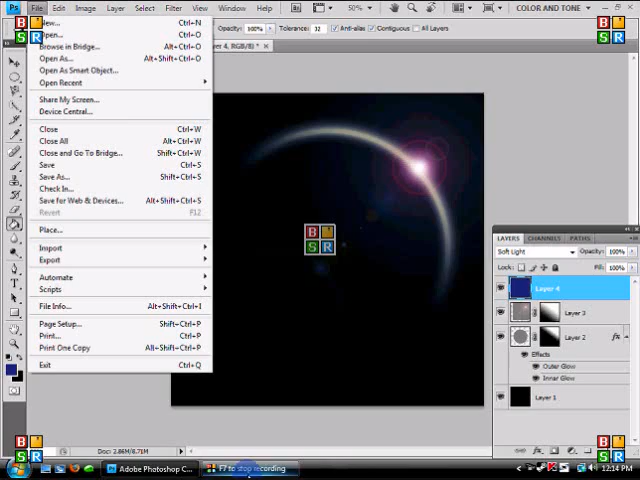 Ps File Edit Image Layer Select Filter View Window Help 50% COLOR AND TONE
Opacity: 100% Tolerance: 32 Anti-alias Contiguous All Layers
er 4, RGB/8) *
New... Ctrl+N
Open... Ctrl+O
Browse in Bridge... Alt+Ctrl+O
Open As... Alt+Shift+Ctrl+O
Open As Smart Object...
Open Recent
Share My Screen...
Device Central...
Close Ctrl+W
Close All Alt+Ctrl+W
Close and Go To Bridge... Shift+Ctrl+W
Save Ctrl+S
Save As... Shift+Ctrl+S
Check In...
Save for Web & Devices... Alt+Shift+Ctrl+S
Revert F12
Place...
Import
Export
Automate
Scripts
File Info... Alt+Shift+Ctrl+I
Page Setup... Shift+Ctrl+P
Print... Ctrl+P
Print One Copy Alt+Shift+Ctrl+P
Exit Ctrl+Q
B
S R
LAYERS CHANNELS PATHS
Soft Light Opacity: 100%
Lock: Fill: 100%
Layer 4
Layer 3
Layer 2 fx
Effects
Outer Glow
Inner Glow
Layer 1
Doc: 2.86M/8.71M
Adobe Photoshop C... F7 to stop recording 12:14 PM